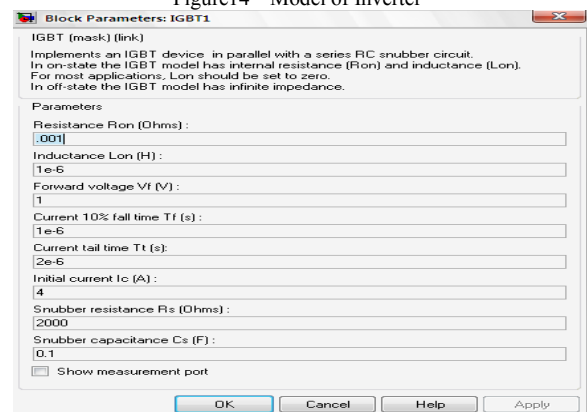 Figure14 Model of Inverter
Block Parameters: IGBT1
IGBT (mask) (link)
Implements an IGBT device in parallel with a series RC snubber circuit.
In on-state the IGBT model has internal resistance (Ron) and inductance (Lon).
For most applications, Lon should be set to zero.
In off-state the IGBT model has infinite impedance.
Parameters
Resistance Ron (Ohms) :
.001
Inductance Lon (H) :
1e-6
Forward voltage Vf (V) :
1
Current 10% fall time Tf (s) :
1e-6
Current tail time Tt (s):
2e-6
Initial current Ic (A) :
4
Snubber resistance Rs (Ohms) :
2000
Snubber capacitance Cs (F) :
0.1
Show measurement port
OK Cancel Help Apply